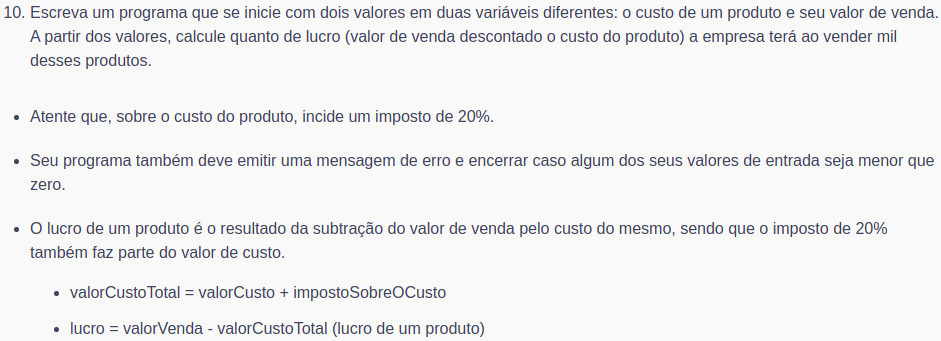 10. Escreva um programa que se inicie com dois valores em duas variáveis diferentes: o custo de um produto e seu valor de venda.
A partir dos valores, calcule quanto de lucro (valor de venda descontado o custo do produto) a empresa terá ao vender mil
desses produtos.
• Atente que, sobre o custo do produto, incide um imposto de 20%.
• Seu programa também deve emitir uma mensagem de erro e encerrar caso algum dos seus valores de entrada seja menor que
zero.
• O lucro de um produto é o resultado da subtração do valor de venda pelo custo do mesmo, sendo que o imposto de 20%
também faz parte do valor de custo.
• valorCustoTotal = valorCusto + impostoSobreOCusto
• lucro = valorVenda - valorCustoTotal (lucro de um produto)